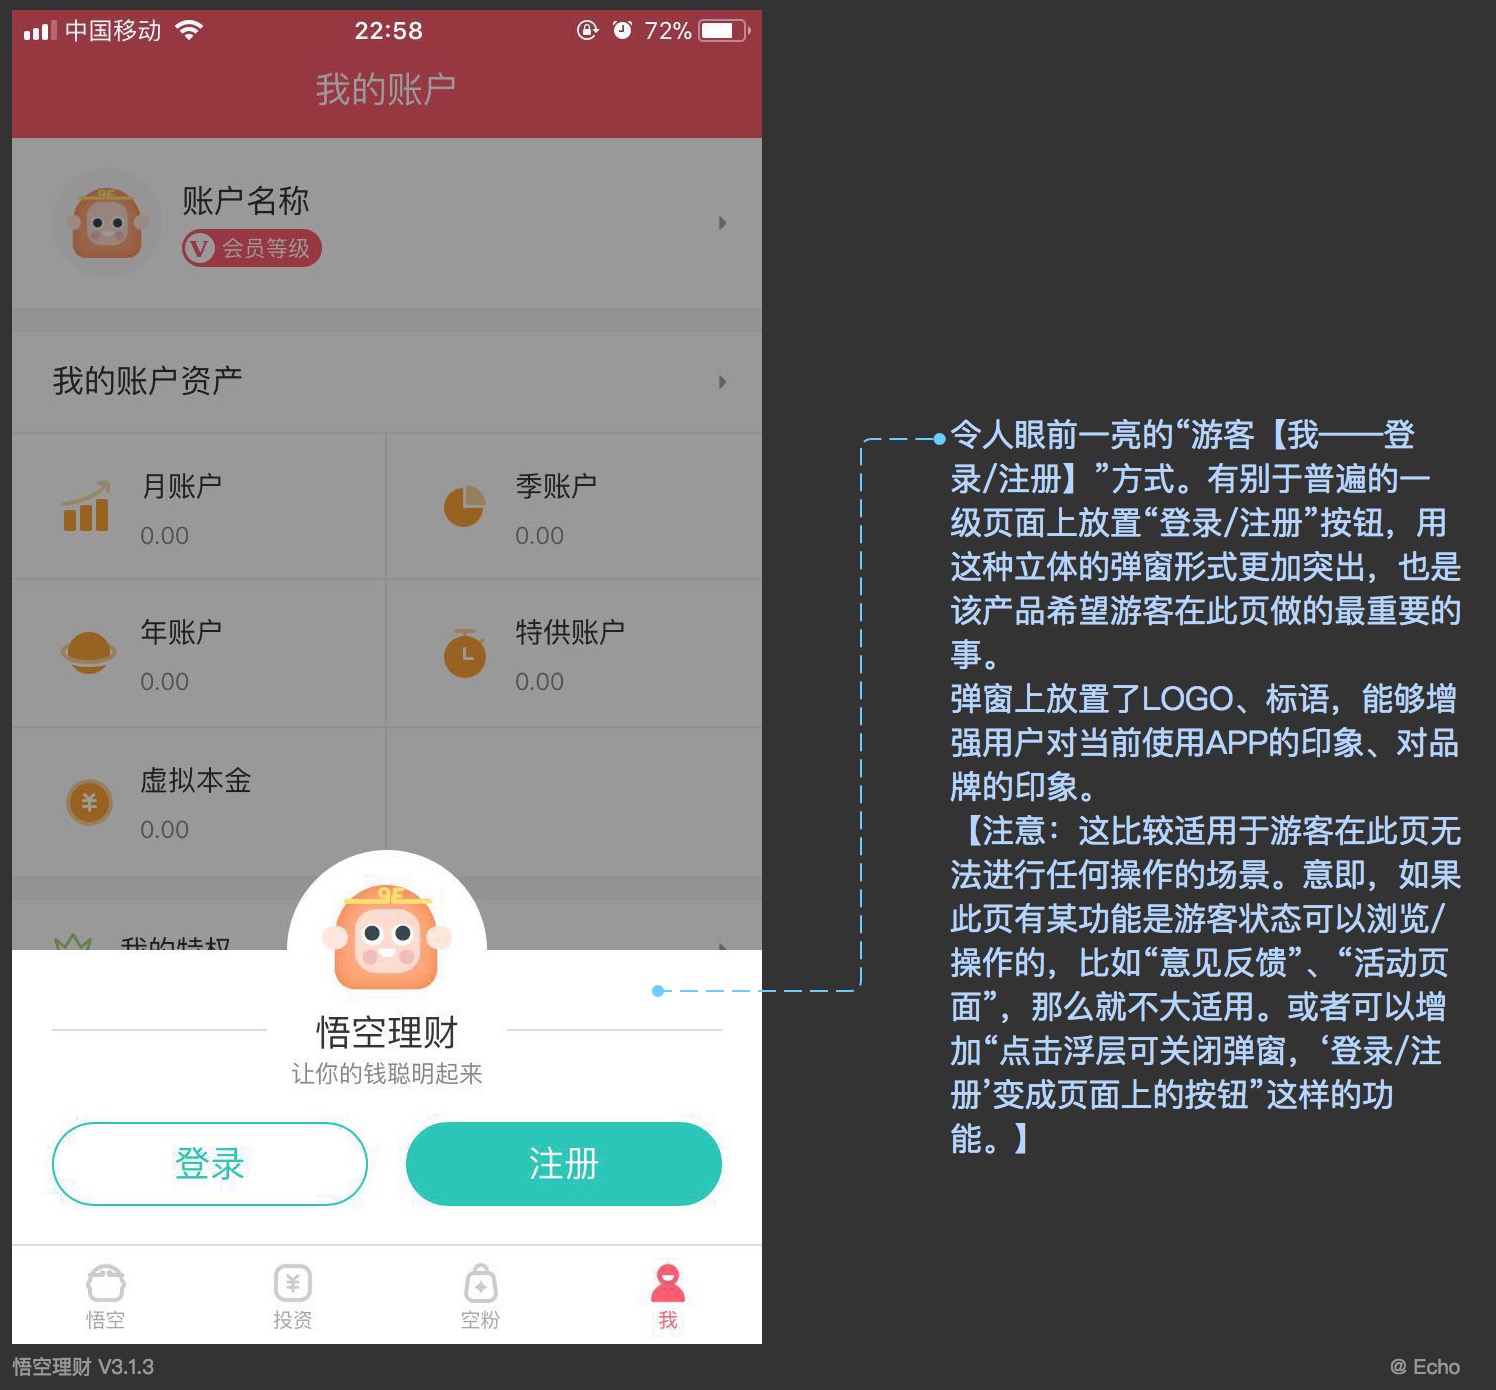 中国移动
22:58
72%
我的账户
9F
账户名称
V 会员等级
我的账户资产
月账户
0.00
季账户
0.00
年账户
0.00
特供账户
0.00
¥
虚拟本金
0.00
我的特权
9F
悟空理财
让你的钱聪明起来
登录
注册
悟空
¥
投资
空粉
我
令人眼前一亮的“游客【我——登
录/注册】”方式。有别于普遍的一
级页面上放置“登录/注册”按钮，用
这种立体的弹窗形式更加突出，也是
该产品希望游客在此页做的最重要的
事。
弹窗上放置了LOGO、标语，能够增
强用户对当前使用APP的印象、对品
牌的印象。
【注意：这比较适用于游客在此页无
法进行任何操作的场景。意即，如果
此页有某功能是游客状态可以浏览/
操作的，比如“意见反馈”、“活动页
面”，那么就不大适用。或者可以增
加“点击浮层可关闭弹窗，‘登录/注
册’变成页面上的按钮”这样的功
能。】
悟空理财 V3.1.3
@ Echo